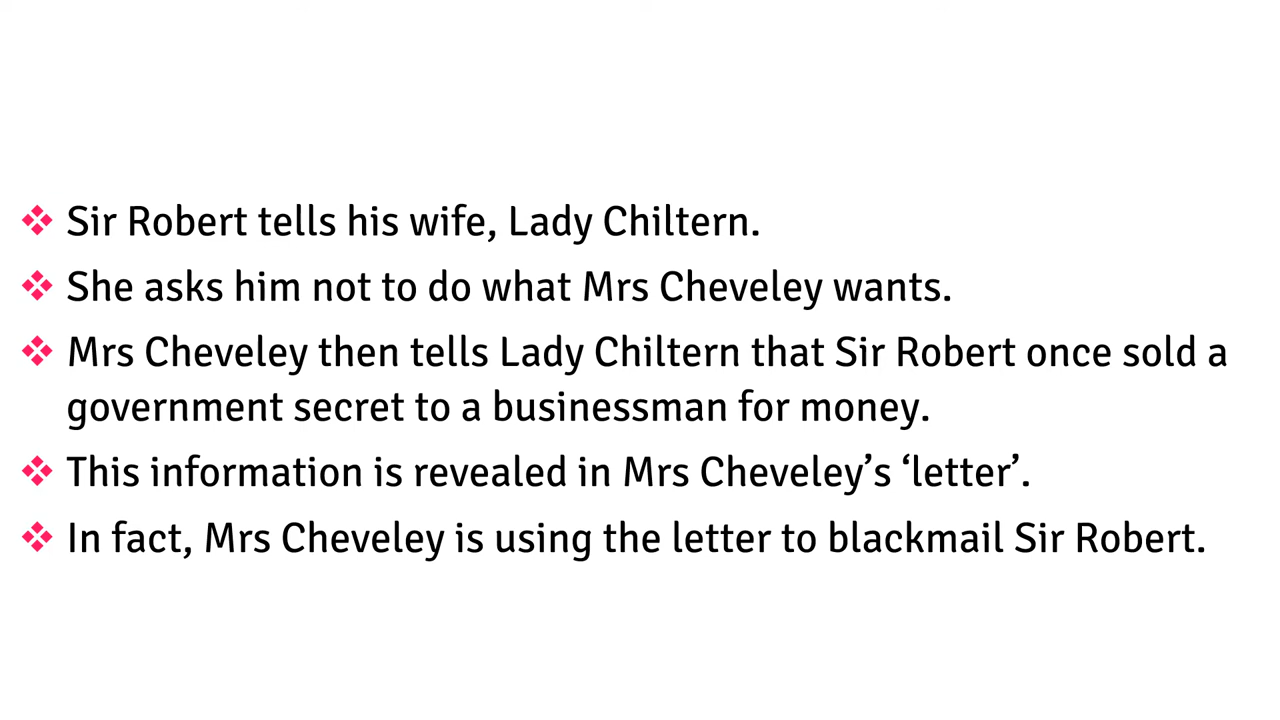 ❖ Sir Robert tells his wife, Lady Chiltern.
❖ She asks him not to do what Mrs Cheveley wants.
❖ Mrs Cheveley then tells Lady Chiltern that Sir Robert once sold a
government secret to a businessman for money.
❖ This information is revealed in Mrs Cheveley’s ‘letter’.
❖ In fact, Mrs Cheveley is using the letter to blackmail Sir Robert.